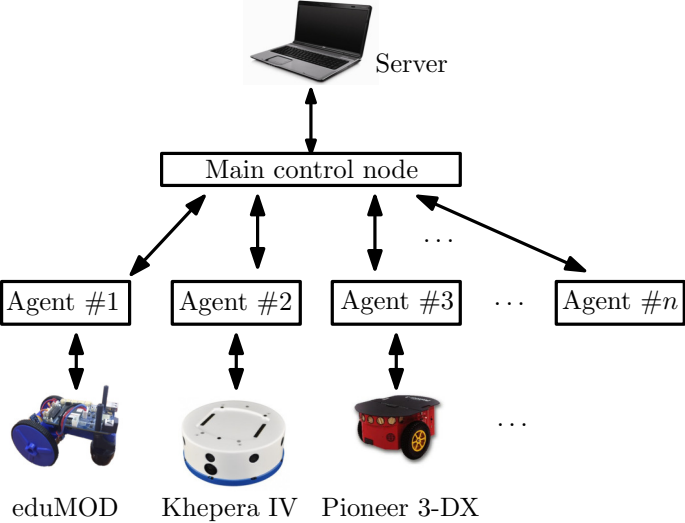 Server
Main control node
. . .
Agent #1 Agent #2 Agent #3 . . . Agent #n
. . .
eduMOD Khepera IV Pioneer 3-DX